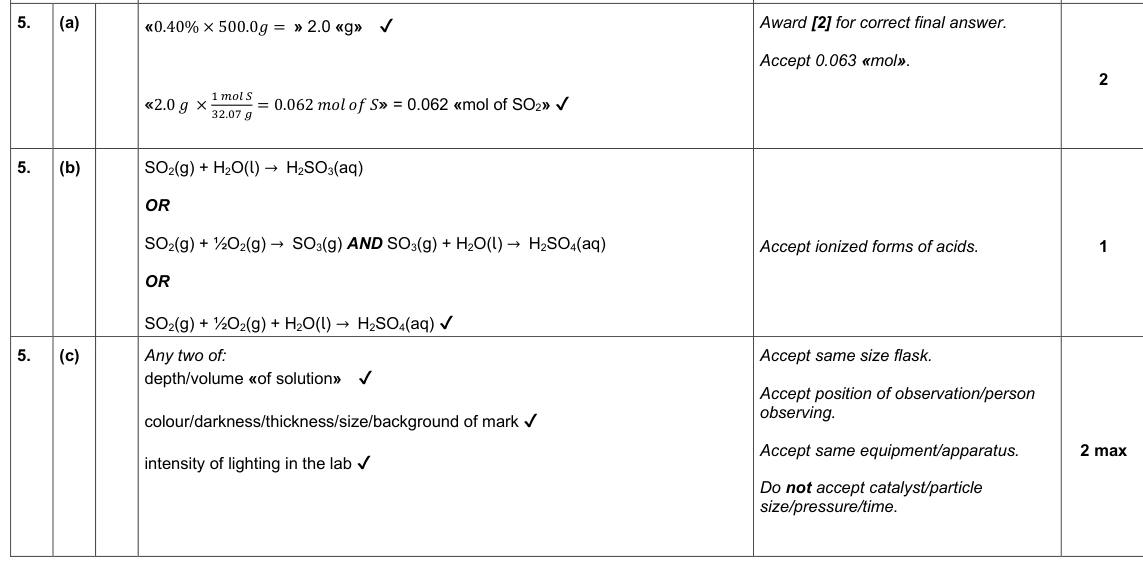 5. (a) «0.40% × 500.0g = » 2.0 «g» ✓
Award [2] for correct final answer.
Accept 0.063 «mol».
2
«2.0 g × 1 mol S / 32.07 g = 0.062 mol of S» = 0.062 «mol of SO₂» ✓
5. (b) SO₂(g) + H₂O(l) → H₂SO₃(aq)
OR
SO₂(g) + ½O₂(g) → SO₃(g) AND SO₃(g) + H₂O(l) → H₂SO₄(aq)
Accept ionized forms of acids.
1
OR
SO₂(g) + ½O₂(g) + H₂O(l) → H₂SO₄(aq) ✓
5. (c) Any two of:
depth/volume «of solution» ✓
colour/darkness/thickness/size/background of mark ✓
intensity of lighting in the lab ✓
Accept same size flask.
Accept position of observation/person
observing.
Accept same equipment/apparatus.
Do not accept catalyst/particle
size/pressure/time.
2 max